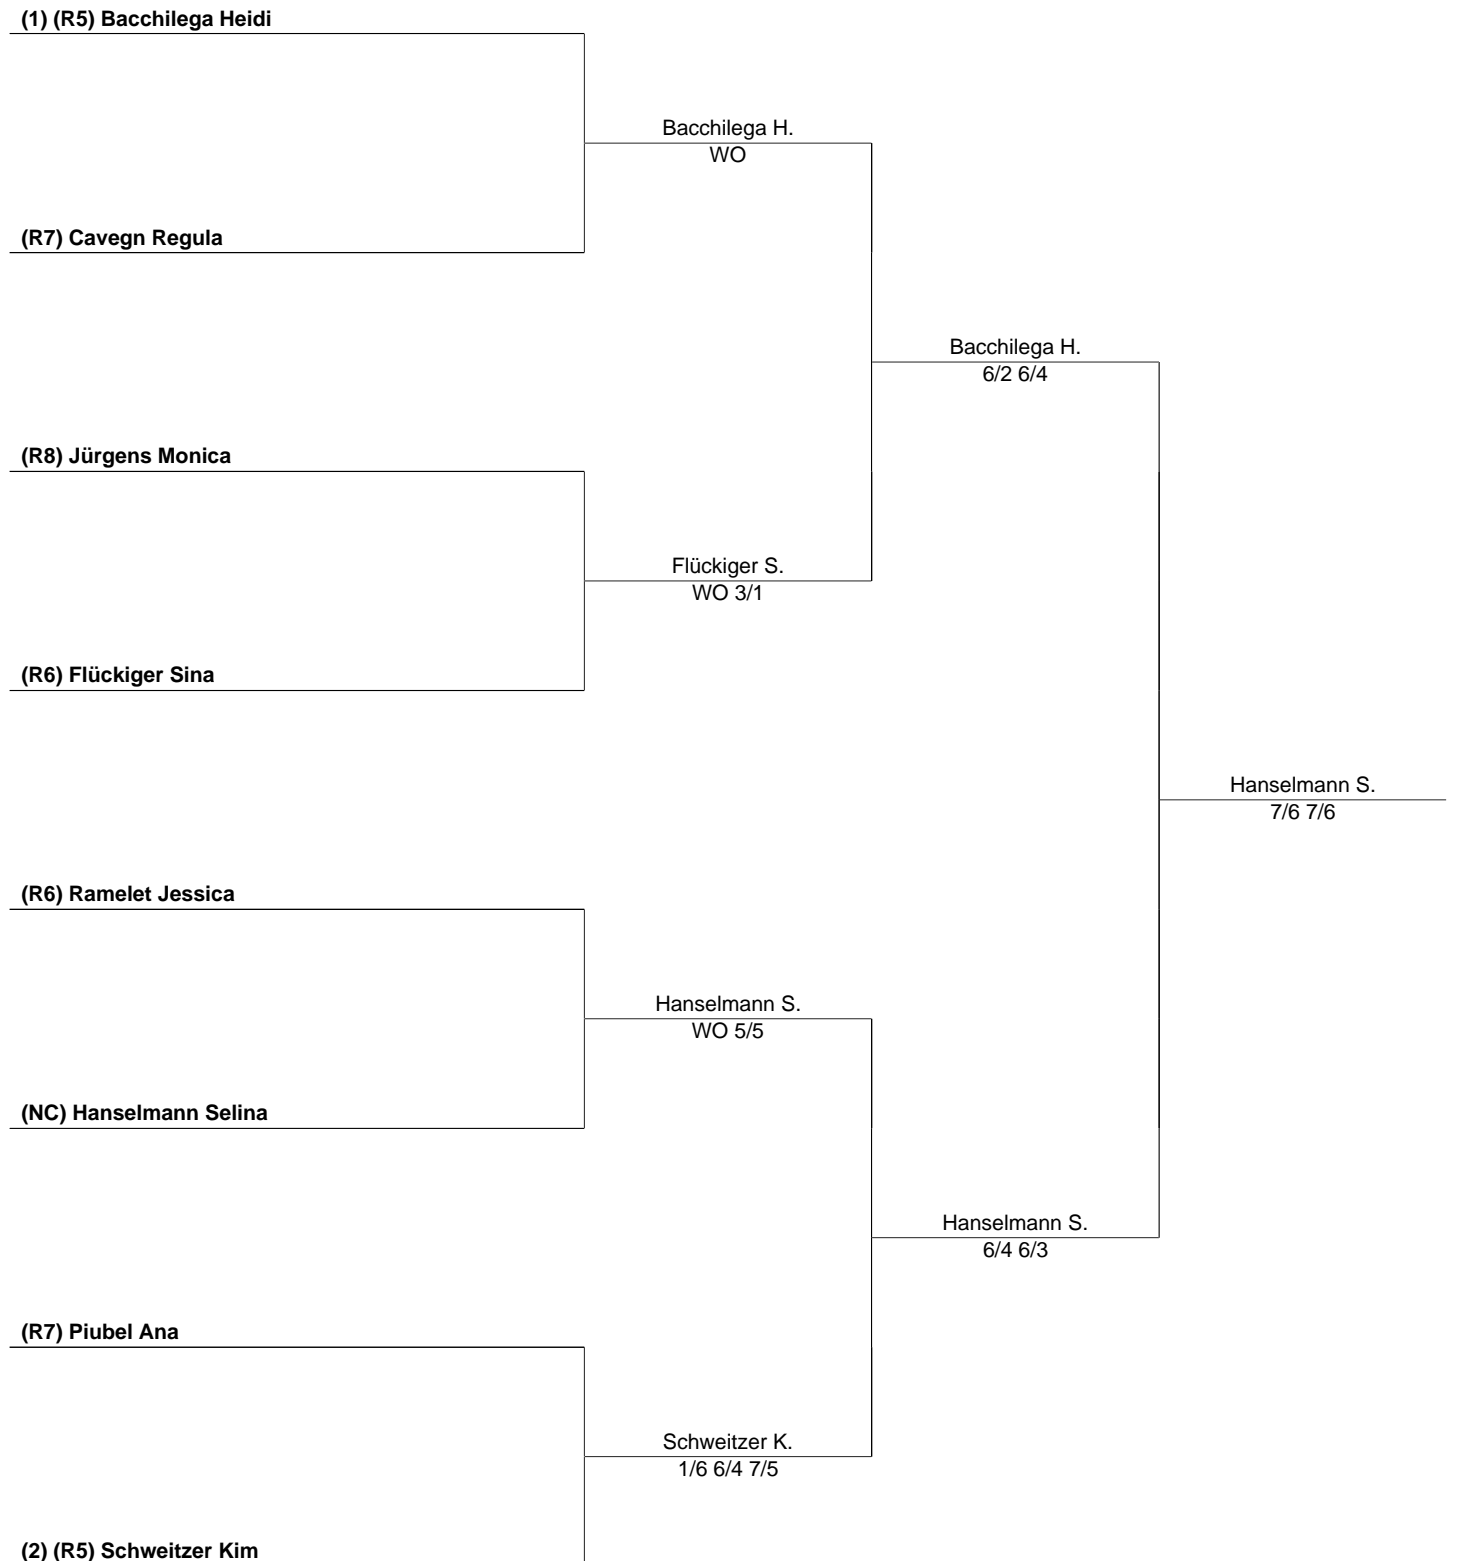 (1) (R5) Bacchilega Heidi
Bacchilega H.
WO
(R7) Cavegn Regula
Bacchilega H.
6/2 6/4
(R8) Jürgens Monica
Flückiger S.
WO 3/1
(R6) Flückiger Sina
Hanselmann S.
7/6 7/6
(R6) Ramelet Jessica
Hanselmann S.
WO 5/5
(NC) Hanselmann Selina
Hanselmann S.
6/4 6/3
(R7) Piubel Ana
Schweitzer K.
1/6 6/4 7/5
(2) (R5) Schweitzer Kim